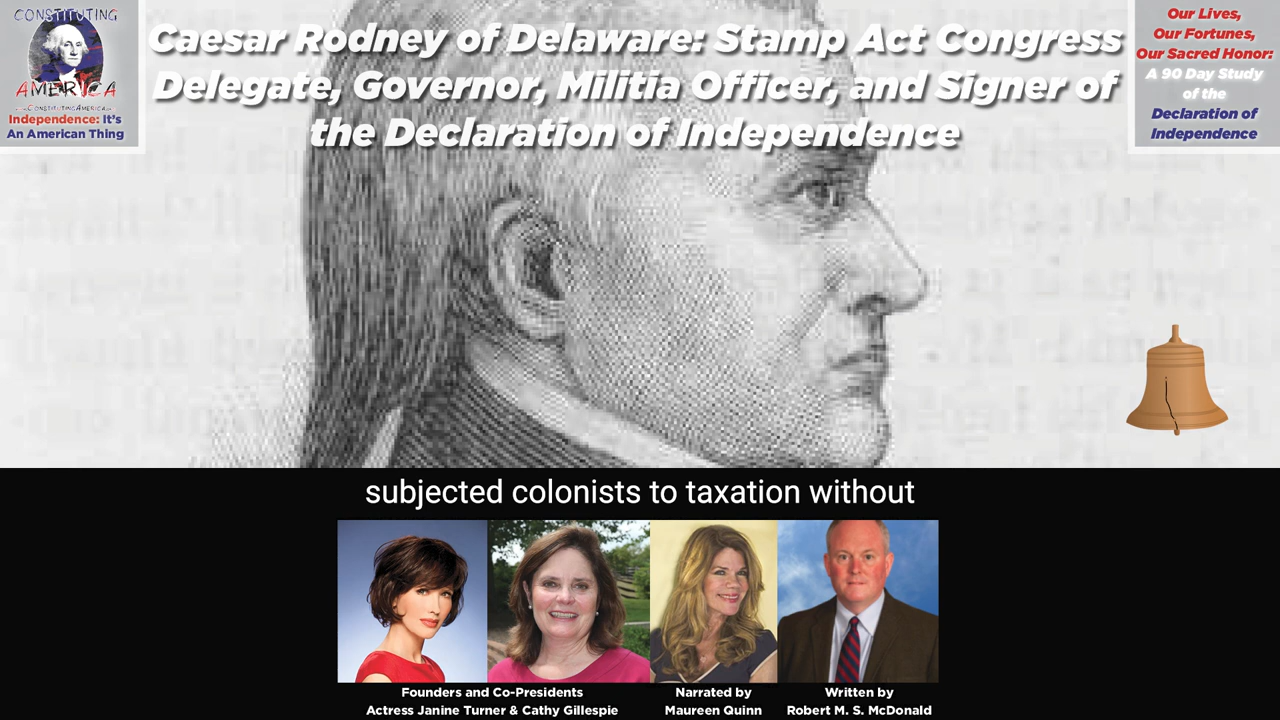 CONSTITUTING
AMERICA
CONSTITUTINGAMERICA.ORG
Independence: It's
An American Thing
Caesar Rodney of Delaware: Stamp Act Congress
Delegate, Governor, Militia Officer, and Signer of
the Declaration of Independence
Our Lives,
Our Fortunes,
Our Sacred Honor:
A 90 Day Study
of the
Declaration of
Independence
subjected colonists to taxation without
Founders and Co-Presidents
Actress Janine Turner & Cathy Gillespie
Narrated by
Maureen Quinn
Written by
Robert M. S. McDonald